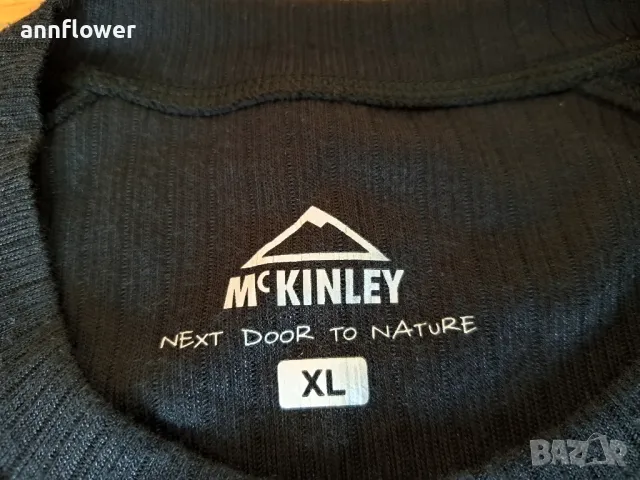 annflower
McKINLEY
NEXT DOOR TO NATURE
XL
BAZAR